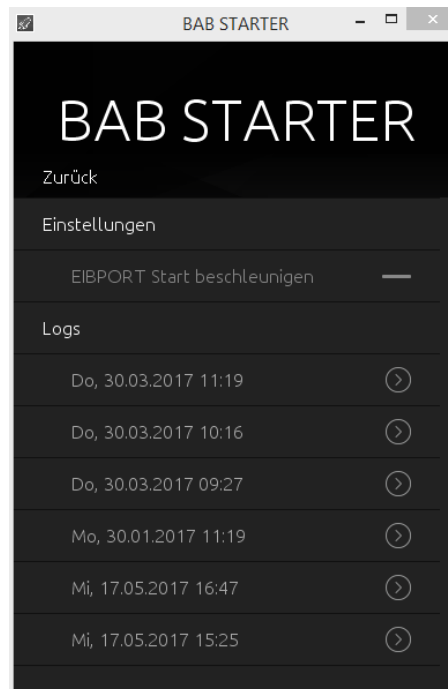 BAB STARTER
BAB STARTER
Zurück
Einstellungen
EIBPORT Start beschleunigen
Logs
Do, 30.03.2017 11:19
Do, 30.03.2017 10:16
Do, 30.03.2017 09:27
Mo, 30.01.2017 11:19
Mi, 17.05.2017 16:47
Mi, 17.05.2017 15:25